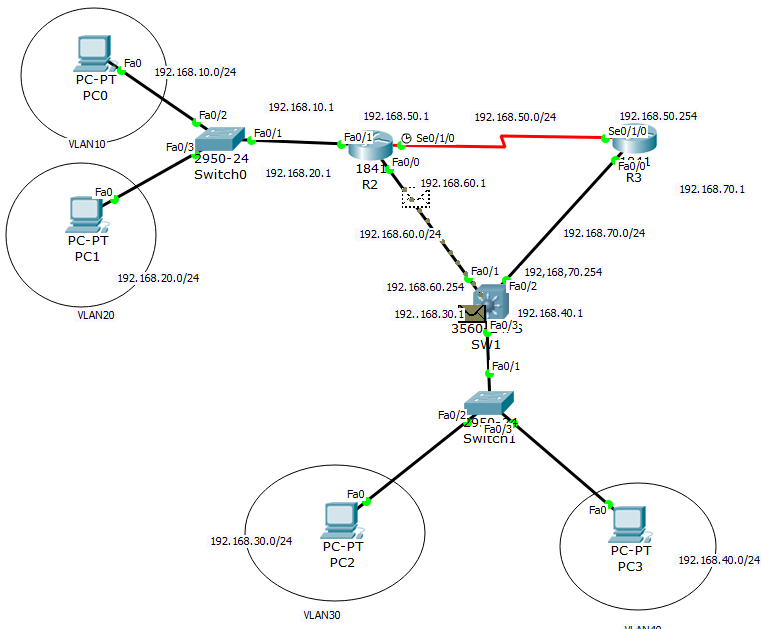 Fa0
PC-PT
PC0
192.168.10.0/24
VLAN10
Fa0/2
Fa0/3
Fa0/1
2950-24
Switch0
192.168.10.1
192.168.20.1
Fa0
PC-PT
PC1
192.168.20.0/24
VLAN20
192.168.50.1
Fa0/1
Se0/1/0
Fa0/0
1841
R2
192.168.50.0/24
192.168.50.254
Se0/1/0
Fa0/0
R3
192.168.70.1
192.168.60.1
192.168.60.0/24
192.168.70.0/24
Fa0/1
192,168,70.254
192.168.60.254
Fa0/2
192..168.30.1
192.168.40.1
Fa0/3
SW1
Fa0/1
Fa0/2
Fa0/3
2950-24
Switch1
Fa0
192.168.30.0/24
PC-PT
PC2
VLAN30
Fa0
PC-PT
PC3
192.168.40.0/24